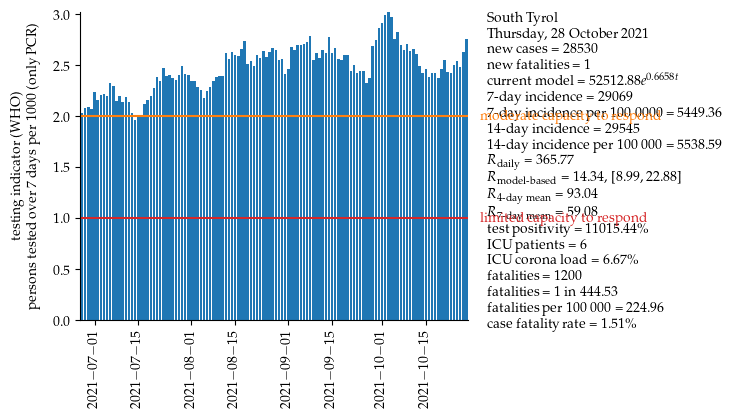 testing indicator (WHO)
persons tested over 7 days per 1000 (only PCR)
3.0
2.5
2.0
1.5
1.0
0.5
0.0
2021−07−01
2021−07−15
2021−08−01
2021−08−15
2021−09−01
2021−09−15
2021−10−01
2021−10−15
moderate capacity to respond
limited capacity to respond
South Tyrol
Thursday, 28 October 2021
new cases = 28530
new fatalities = 1
current model = 52512.88e^0.6658t
7-day incidence = 29069
7-day incidence per 100 0000 = 5449.36
14-day incidence = 29545
14-day incidence per 100 000 = 5538.59
R_daily = 365.77
R_model-based = 14.34, [8.99, 22.88]
R_4-day mean = 93.04
R_7-day mean = 59.08
test positivity = 11015.44%
ICU patients = 6
ICU corona load = 6.67%
fatalities = 1200
fatalities = 1 in 444.53
fatalities per 100 000 = 224.96
case fatality rate = 1.51%